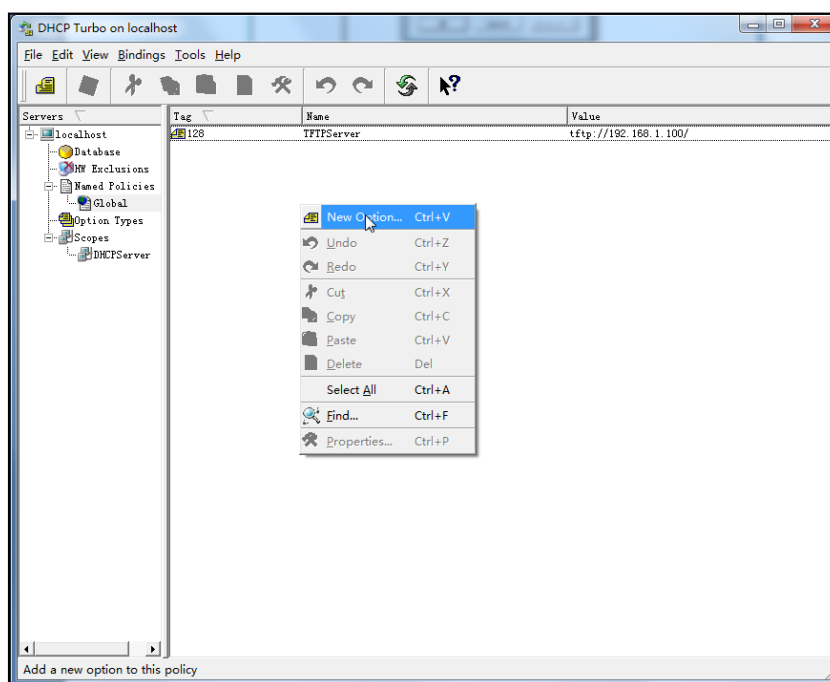 DHCP Turbo on localhost
File Edit View Bindings Tools Help
Servers Tag Name Value
localhost
128 TFTPServer tftp://192.168.1.100/
Database
HW Exclusions
Named Policies
Global
Option Types
Scopes
DHCPServer
New Option... Ctrl+V
Undo Ctrl+Z
Redo Ctrl+Y
Cut Ctrl+X
Copy Ctrl+C
Paste Ctrl+V
Delete Del
Select All Ctrl+A
Find... Ctrl+F
Properties... Ctrl+P
Add a new option to this policy